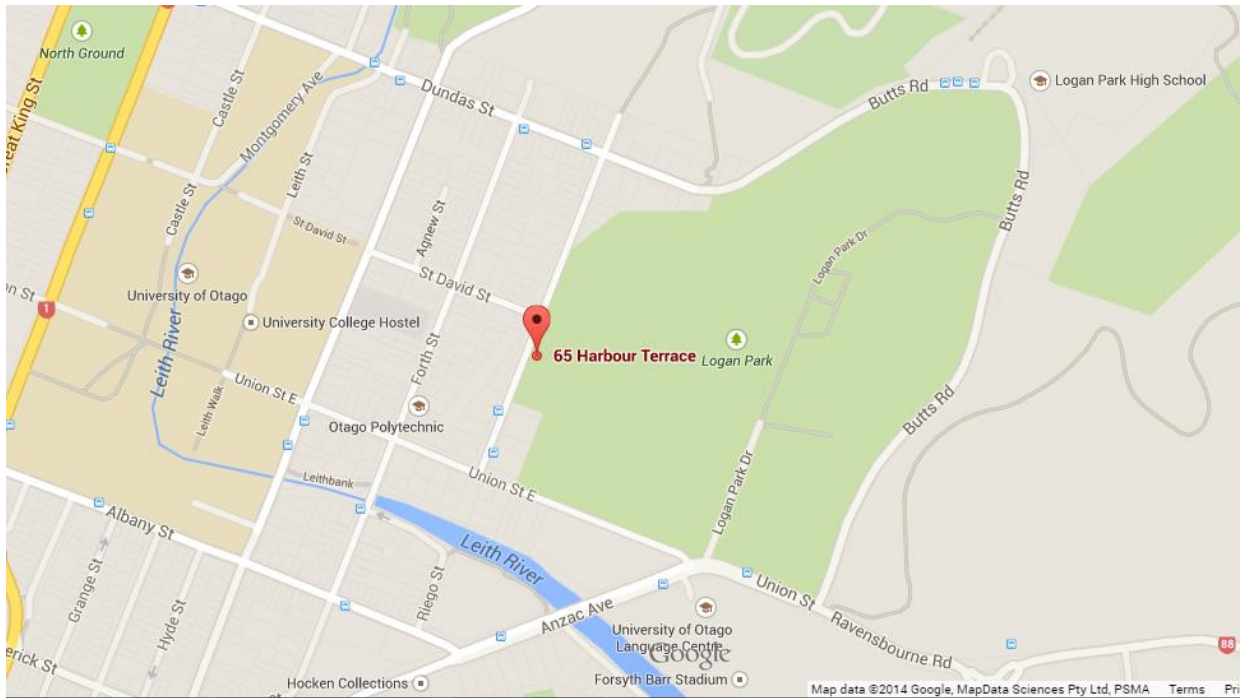 North Ground
Great King St
Castle St
Montgomery Ave
Leith St
Dundas St
Butts Rd
Logan Park High School
Castle St
St David St
Agnew St
Butts Rd
Logan Park Dr
University of Otago
St David St
1
University College Hostel
Leith River
Forth St
65 Harbour Terrace
Logan Park
Union St E
Leith Walk
Otago Polytechnic
Butts Rd
Leithbank
Union St E
Logan Park Dr
Albany St
Leith River
Grange St
Hyde St
Riego St
Anzac Ave
Union St
Ravensbourne Rd
88
University of Otago
Language Centre
Google
Hocken Collections
Forsyth Barr Stadium
Map data ©2014 Google, MapData Sciences Pty Ltd, PSMA
Terms